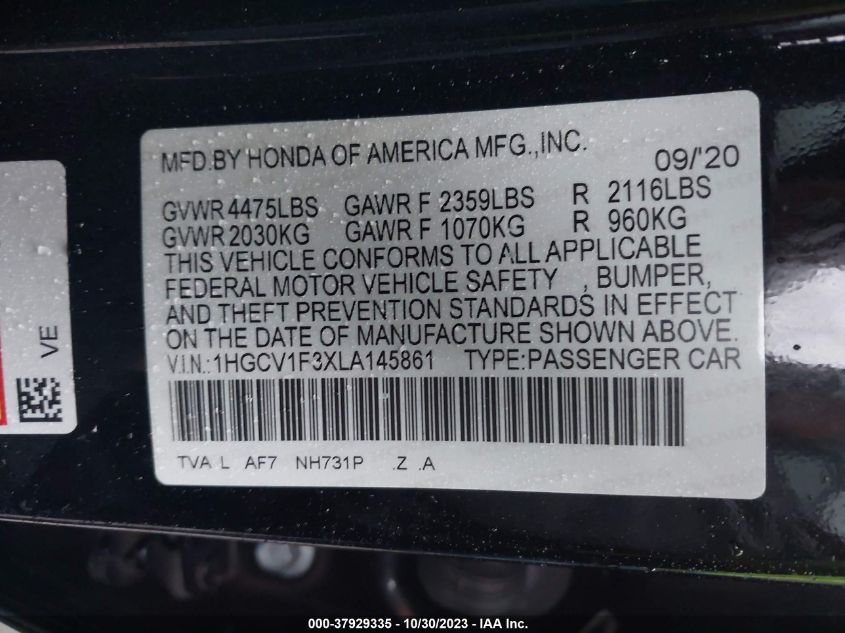 MFD.BY HONDA OF AMERICA MFG.,INC. 09/'20
GVWR 4475LBS GAWR F 2359LBS R 2116LBS
GVWR 2030KG GAWR F 1070KG R 960KG
THIS VEHICLE CONFORMS TO ALL APPLICABLE
FEDERAL MOTOR VEHICLE SAFETY , BUMPER,
AND THEFT PREVENTION STANDARDS IN EFFECT
ON THE DATE OF MANUFACTURE SHOWN ABOVE.
V.I.N.:1HGCV1F3XLA145861 TYPE:PASSENGER CAR
TVA L AF7 NH731P .Z .A
VE
000-37929335 - 10/30/2023 - IAA Inc.